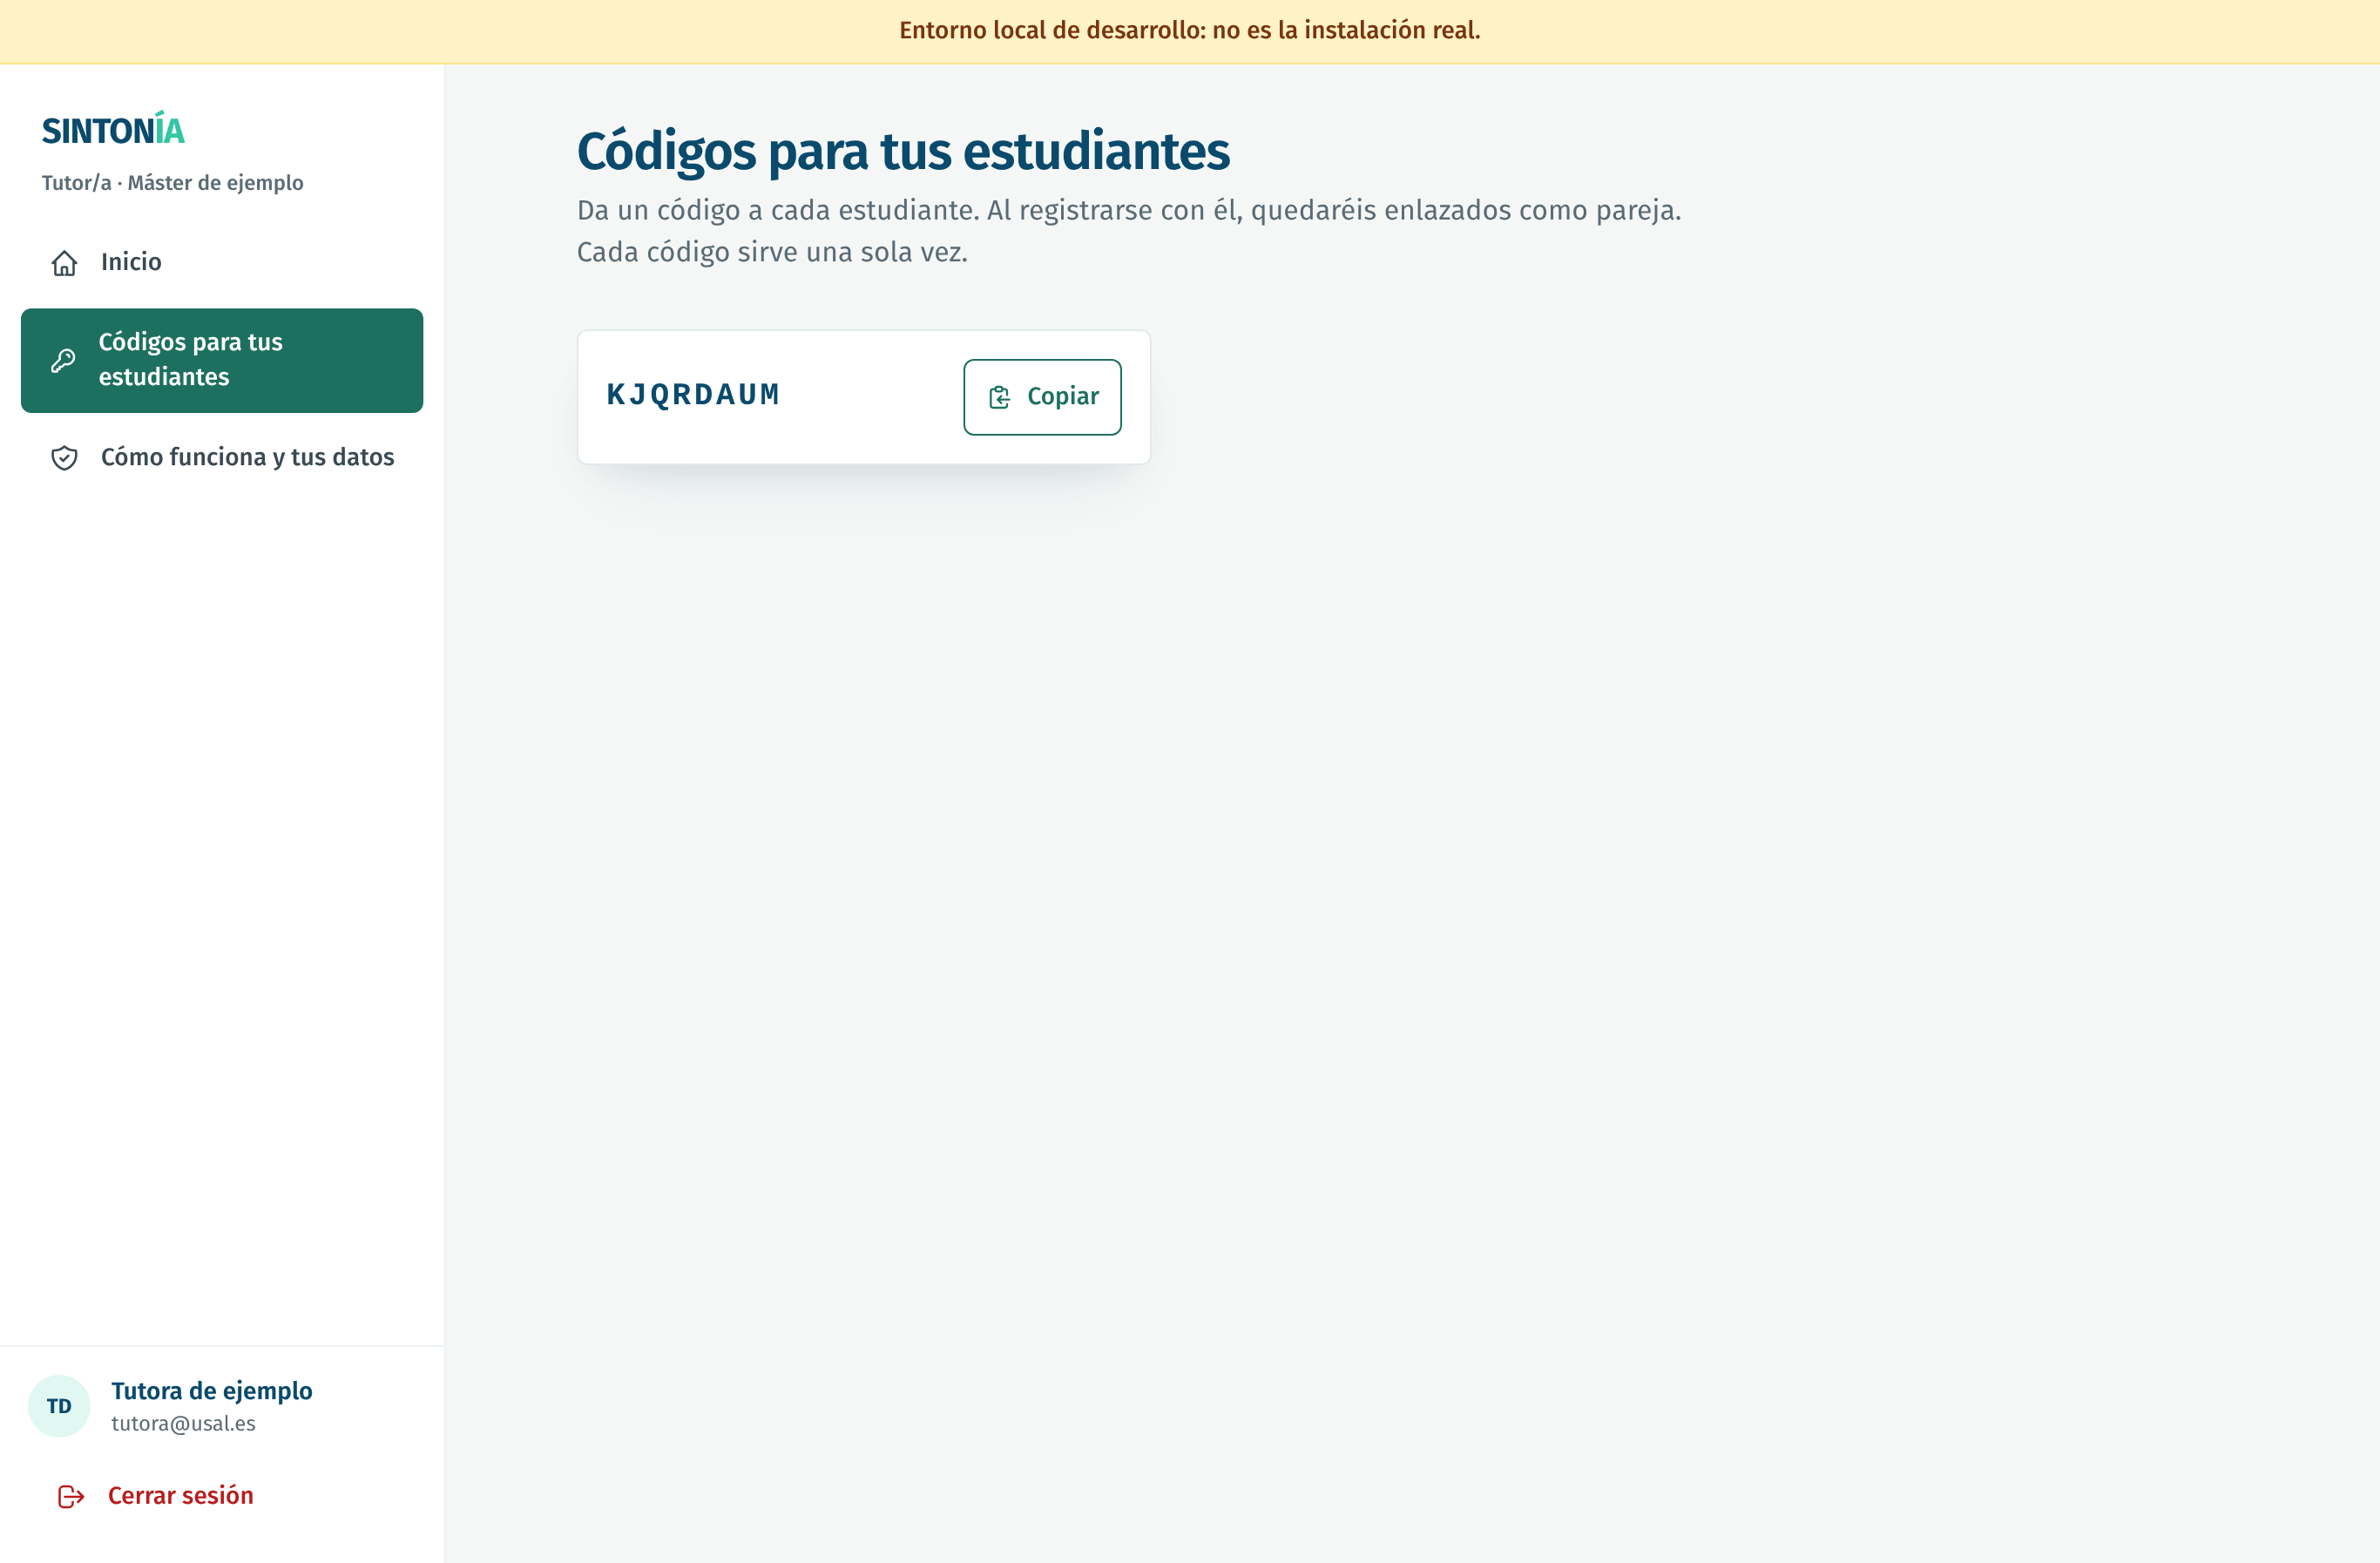 Entorno local de desarrollo: no es la instalación real.
SINTONÍA
Tutor/a · Máster de ejemplo
Inicio
Códigos para tus
estudiantes
Cómo funciona y tus datos
Códigos para tus estudiantes
Da un código a cada estudiante. Al registrarse con él, quedaréis enlazados como pareja.
Cada código sirve una sola vez.
KJQRDAUM
Copiar
TD
Tutora de ejemplo
tutora@usal.es
Cerrar sesión